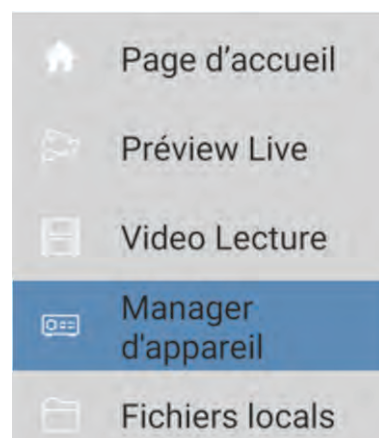 Page d’accueil
Préview Live
Video Lecture
Manager
d'appareil
Fichiers locals